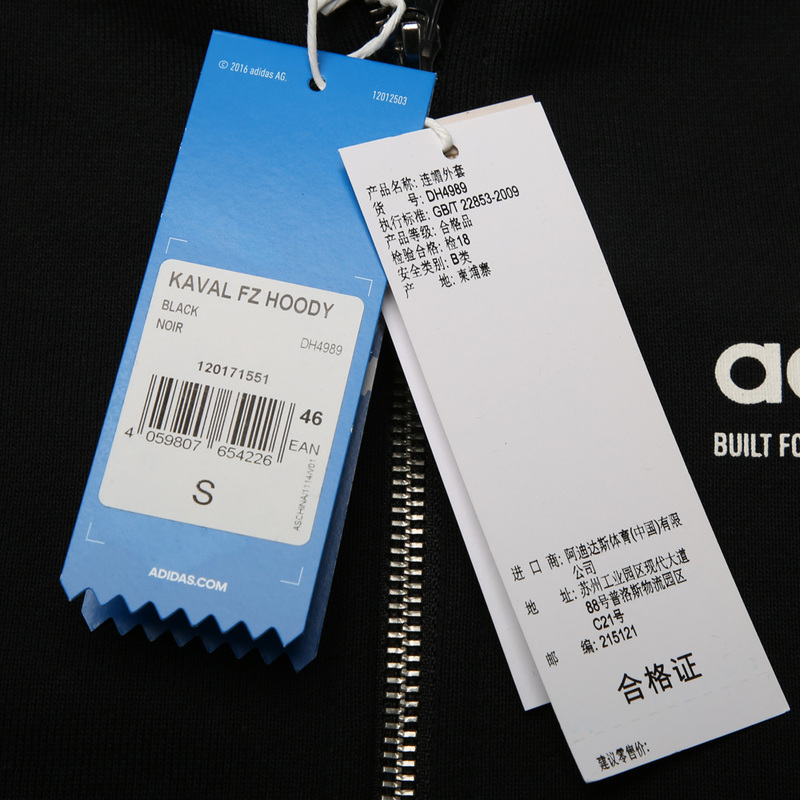 © 2016 adidas AG.
12012503
KAVAL FZ HOODY
BLACK
NOIR
DH4989
120171551
46
4 059807 654226 EAN
S
ASCHINA/1114/V01
ADIDAS.COM
产品名称: 连帽外套
货 号: DH4989
执行标准: GB/T 22853-2009
产品等级: 合格品
检验合格: 检18
安全类别: B类
产 地: 柬埔寨
进 口 商: 阿迪达斯体育(中国)有限
公司
地 址: 苏州工业园区现代大道
88号普洛斯物流园区
C21号
邮 编: 215121
合格证
建议零售价:
ad
BUILT FO